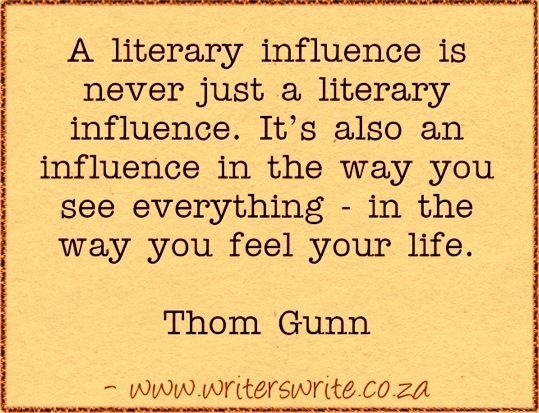 A literary influence is
never just a literary
influence. It's also an
influence in the way you
see everything - in the
way you feel your life.
Thom Gunn
- www.writerswrite.co.za